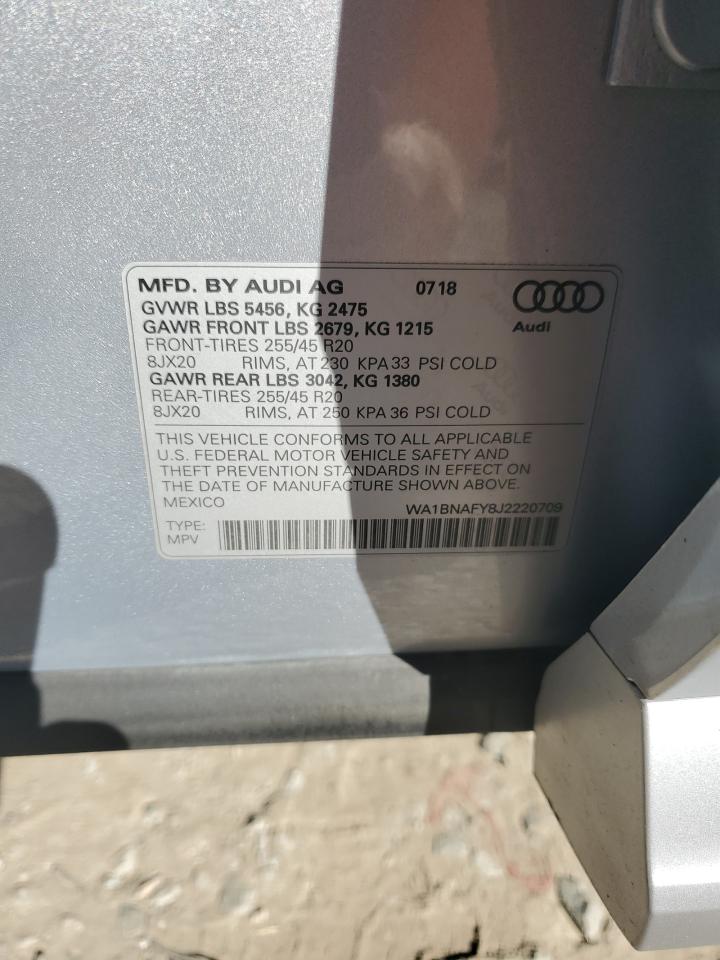 MFD. BY AUDI AG 0718
Audi
GVWR LBS 5456, KG 2475
GAWR FRONT LBS 2679, KG 1215
FRONT-TIRES 255/45 R20
8JX20 RIMS, AT 230 KPA 33 PSI COLD
GAWR REAR LBS 3042, KG 1380
REAR-TIRES 255/45 R20
8JX20 RIMS, AT 250 KPA 36 PSI COLD
THIS VEHICLE CONFORMS TO ALL APPLICABLE
U.S. FEDERAL MOTOR VEHICLE SAFETY AND
THEFT PREVENTION STANDARDS IN EFFECT ON
THE DATE OF MANUFACTURE SHOWN ABOVE.
MEXICO
WA1BNAFY8J2220709
TYPE:
MPV